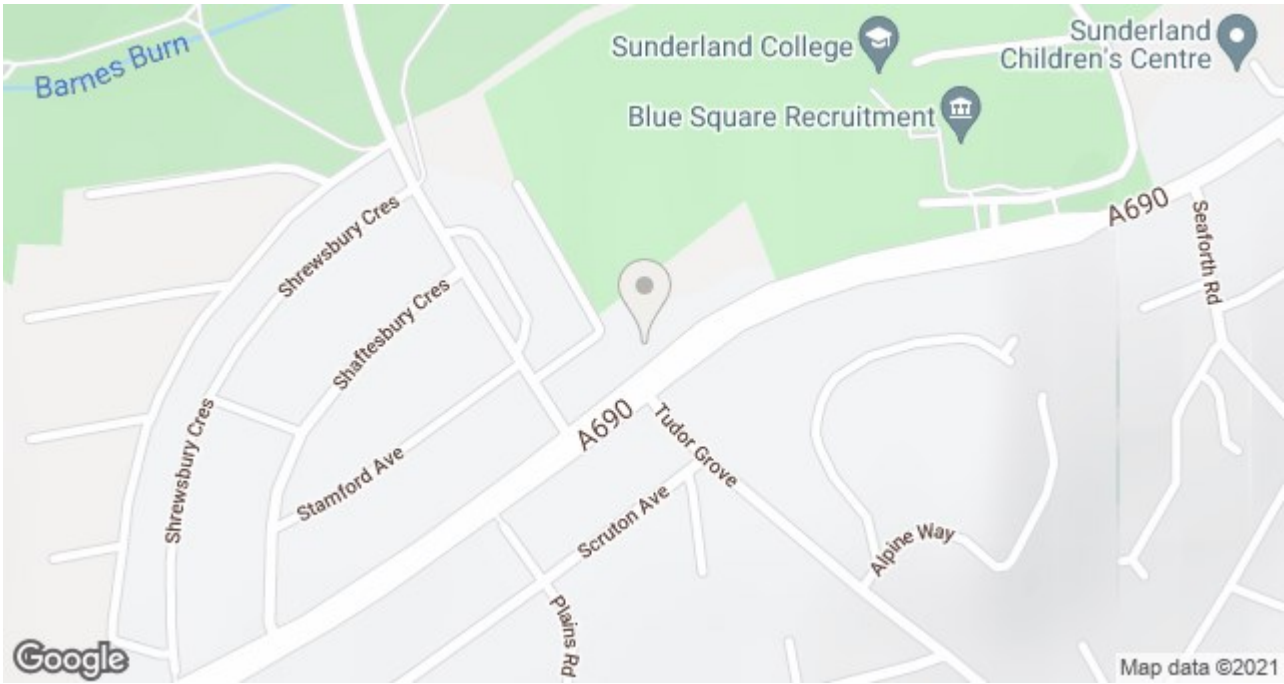 Barnes Burn
Sunderland College
Sunderland
Children's Centre
Blue Square Recruitment
A690
Seaforth Rd
Shrewsbury Cres
Shaftesbury Cres
A690
Tudor Grove
Shrewsbury Cres
Stamford Ave
Scruton Ave
Alpine Way
Plains Rd
Google
Map data ©2021